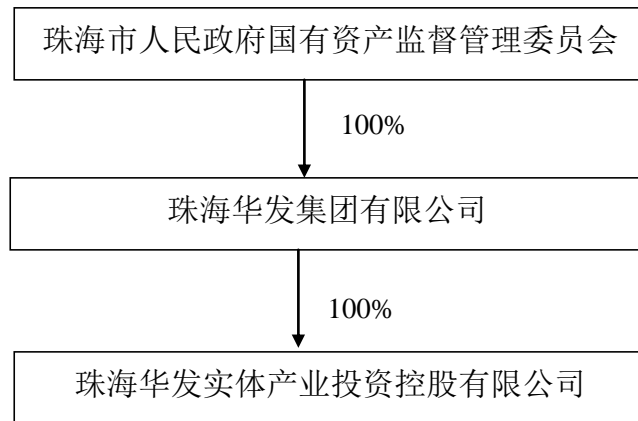 珠海市人民政府国有资产监督管理委员会
100%
珠海华发集团有限公司
100%
珠海华发实体产业投资控股有限公司